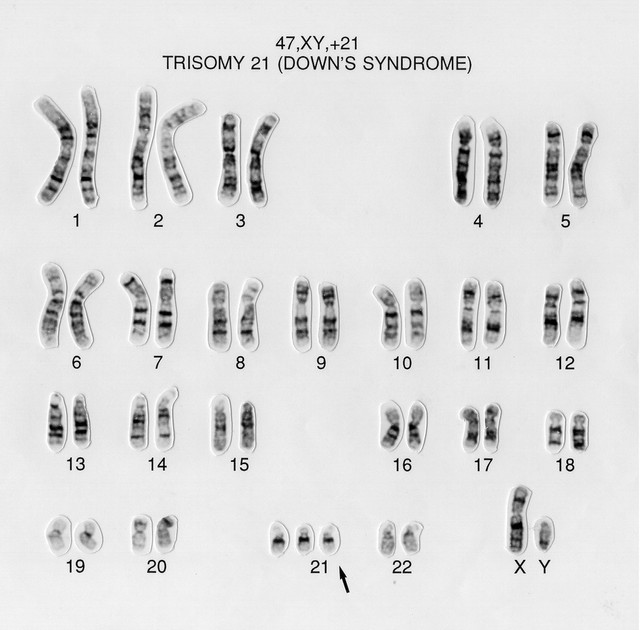 47,XY,+21
TRISOMY 21 (DOWN'S SYNDROME)
1 2 3 4 5
6 7 8 9 10 11 12
13 14 15 16 17 18
19 20 21 22 X Y